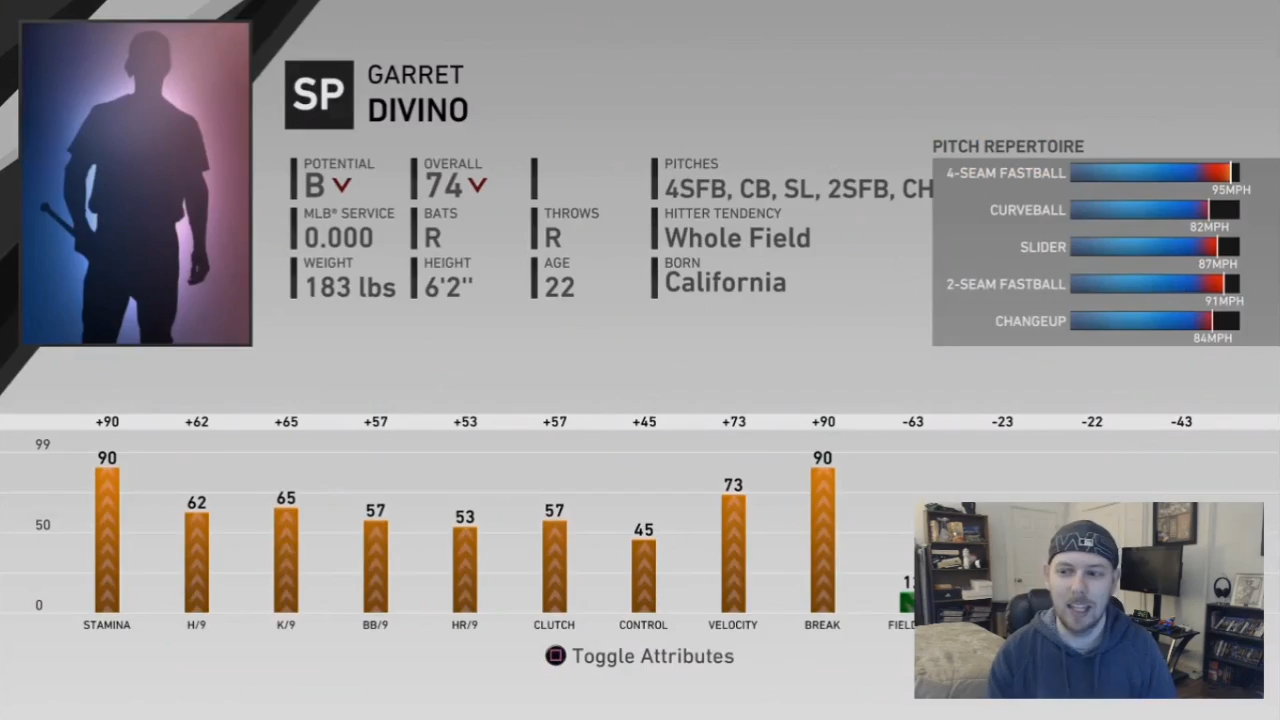 SP
GARRET
DIVINO
POTENTIAL
B
OVERALL
74
PITCHES
4SFB, CB, SL, 2SFB, CH
MLB® SERVICE
0.000
BATS
R
THROWS
R
HITTER TENDENCY
Whole Field
WEIGHT
183 lbs
HEIGHT
6'2"
AGE
22
BORN
California
PITCH REPERTOIRE
4-SEAM FASTBALL
95MPH
CURVEBALL
82MPH
SLIDER
87MPH
2-SEAM FASTBALL
91MPH
CHANGEUP
84MPH
+90 +62 +65 +57 +53 +57 +45 +73 +90 -63 -23 -22 -43
99
50
0
90 62 65 57 53 57 45 73 90
STAMINA H/9 K/9 BB/9 HR/9 CLUTCH CONTROL VELOCITY BREAK
Toggle Attributes